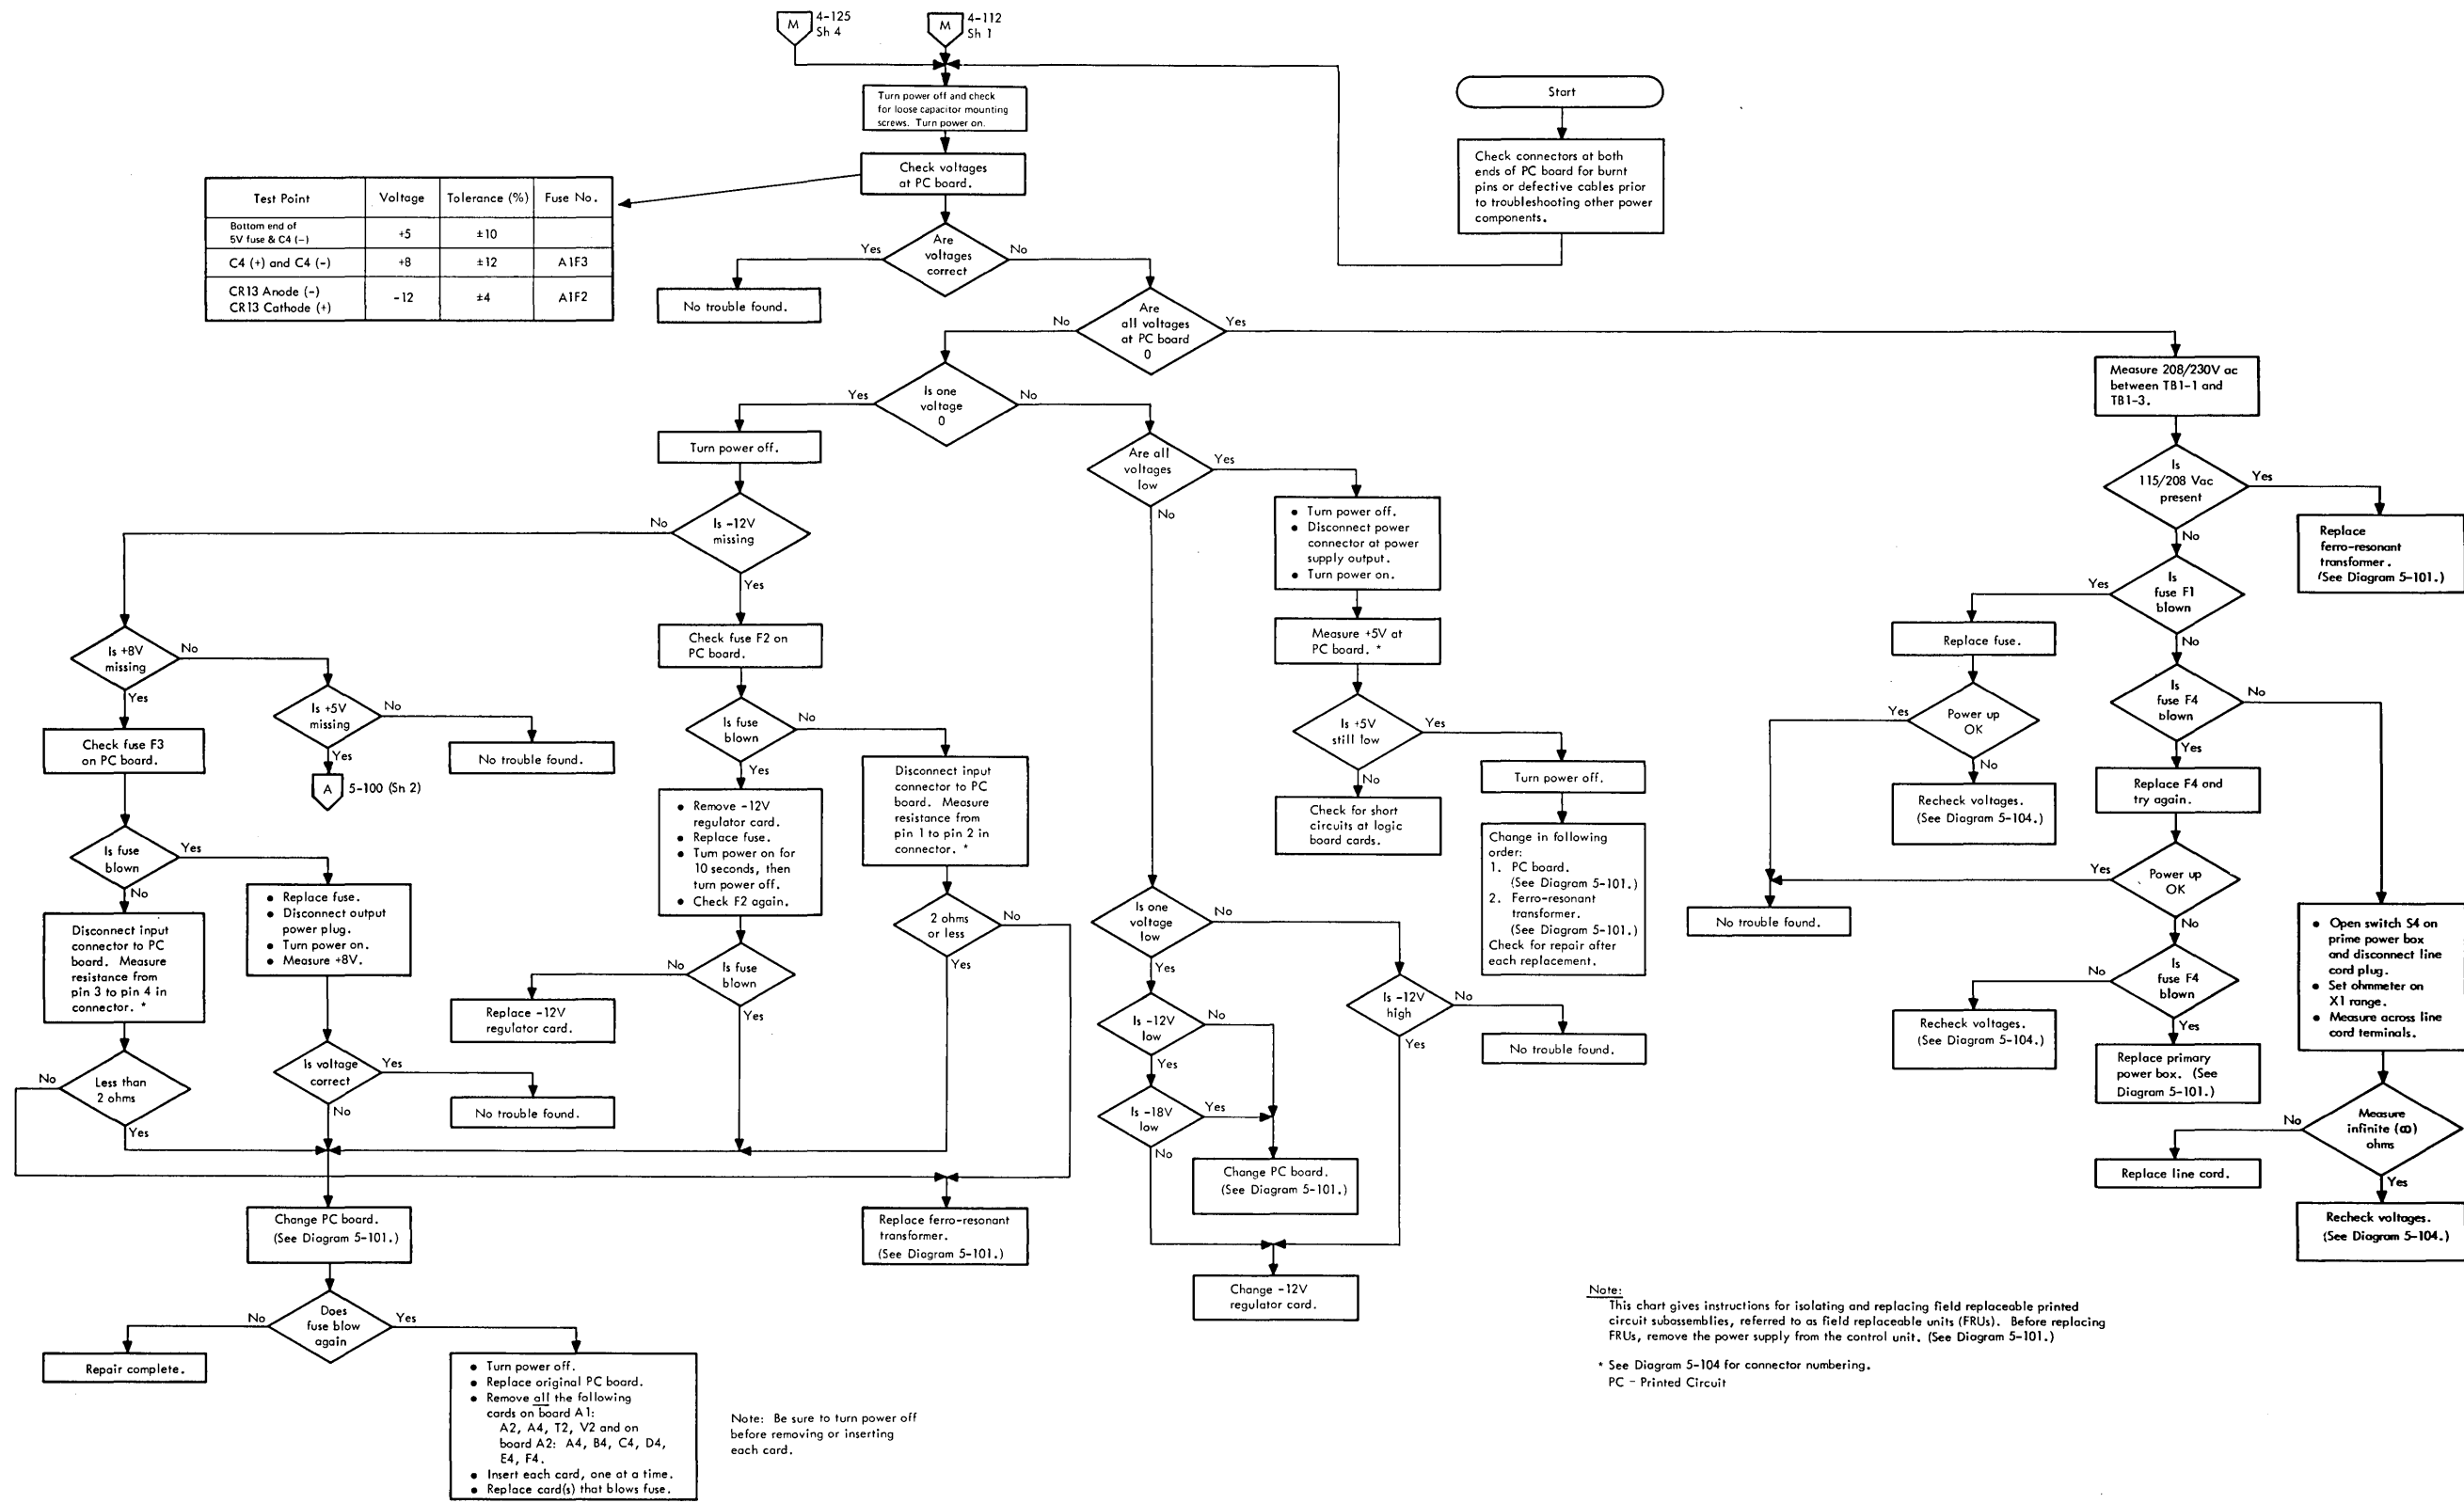 M
4-125
Sh 4
M
4-112
Sh 1
Turn power off and check
for loose capacitor mounting
screws. Turn power on.
Start
Check connectors at both
ends of PC board for burnt
pins or defective cables prior
to troubleshooting other power
components.
Check voltages
at PC board.
Test Point Voltage Tolerance (%) Fuse No.
Bottom end of
5V fuse & C4 (-) +5 ±10
C4 (+) and C4 (-) +8 ±12 A1F3
CR13 Anode (-)
CR13 Cathode (+) -12 ±4 A1F2
Are
voltages
correct
Yes
No
No trouble found.
Are
all voltages
at PC board
0
No
Yes
Is one
voltage
0
Yes
No
Measure 208/230V ac
between TB1-1 and
TB1-3.
Turn power off.
Are all
voltages
low
Yes
No
Is
115/208 Vac
present
Yes
No
Is -12V
missing
No
Yes
• Turn power off.
• Disconnect power
connector at power
supply output.
• Turn power on.
Replace
ferro-resonant
transformer.
(See Diagram 5-101.)
Is
fuse F1
blown
Yes
No
Is +8V
missing
No
Yes
Check fuse F2 on
PC board.
Measure +5V at
PC board. *
Replace fuse.
Is +5V
missing
No
Yes
Is fuse
blown
No
Yes
Is +5V
still low
Yes
No
Power up
OK
Yes
No
Is
fuse F4
blown
No
Yes
Check fuse F3
on PC board.
A
5-100 (Sh 2)
No trouble found.
Disconnect input
connector to PC
board. Measure
resistance from
pin 1 to pin 2 in
connector. *
Turn power off.
Recheck voltages.
(See Diagram 5-104.)
Replace F4 and
try again.
• Remove -12V
regulator card.
• Replace fuse.
• Turn power on for
10 seconds, then
turn power off.
• Check F2 again.
Check for short
circuits at logic
board cards.
Change in following
order:
1. PC board.
(See Diagram 5-101.)
2. Ferro-resonant
transformer.
(See Diagram 5-101.)
Check for repair after
each replacement.
Is fuse
blown
Yes
No
Power up
OK
Yes
No
• Replace fuse.
• Disconnect output
power plug.
• Turn power on.
• Measure +8V.
2 ohms
or less
No
Yes
Is one
voltage
low
No
Yes
No trouble found.
Disconnect input
connector to PC
board. Measure
resistance from
pin 3 to pin 4 in
connector. *
• Open switch S4 on
prime power box
and disconnect line
cord plug.
• Set ohmmeter on
X1 range.
• Measure across line
cord terminals.
Is fuse
blown
No
Yes
Is
fuse F4
blown
No
Yes
Replace -12V
regulator card.
Is -12V
low
No
Yes
Is -12V
high
No
Yes
Recheck voltages.
(See Diagram 5-104.)
Is voltage
correct
Yes
No
No trouble found.
Replace primary
power box. (See
Diagram 5-101.)
Less than
2 ohms
No
Yes
No trouble found.
Is -18V
low
Yes
No
Measure
infinite (∞)
ohms
No
Yes
Change PC board.
(See Diagram 5-101.)
Replace line cord.
Change PC board.
(See Diagram 5-101.)
Replace ferro-resonant
transformer.
(See Diagram 5-101.)
Recheck voltages.
(See Diagram 5-104.)
Change -12V
regulator card.
Does
fuse blow
again
No
Yes
Repair complete.
• Turn power off.
• Replace original PC board.
• Remove all the following
cards on board A1:
A2, A4, T2, V2 and on
board A2: A4, B4, C4, D4,
E4, F4.
• Insert each card, one at a time.
• Replace card(s) that blows fuse.
Note: Be sure to turn power off
before removing or inserting
each card.
Note:
This chart gives instructions for isolating and replacing field replaceable printed
circuit subassemblies, referred to as field replaceable units (FRUs). Before replacing
FRUs, remove the power supply from the control unit. (See Diagram 5-101.)
* See Diagram 5-104 for connector numbering.
PC - Printed Circuit